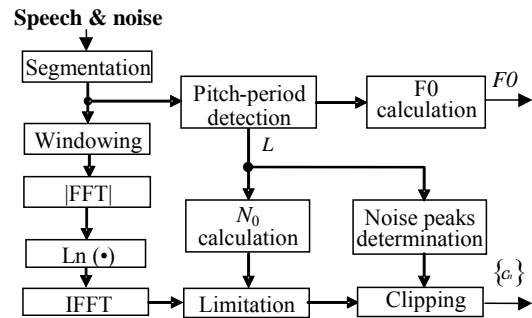 Speech & noise
Segmentation
Pitch-period
detection
F0
calculation
F0
Windowing
L
|FFT|
N₀
calculation
Noise peaks
determination
Ln (•)
IFFT
Limitation
Clipping